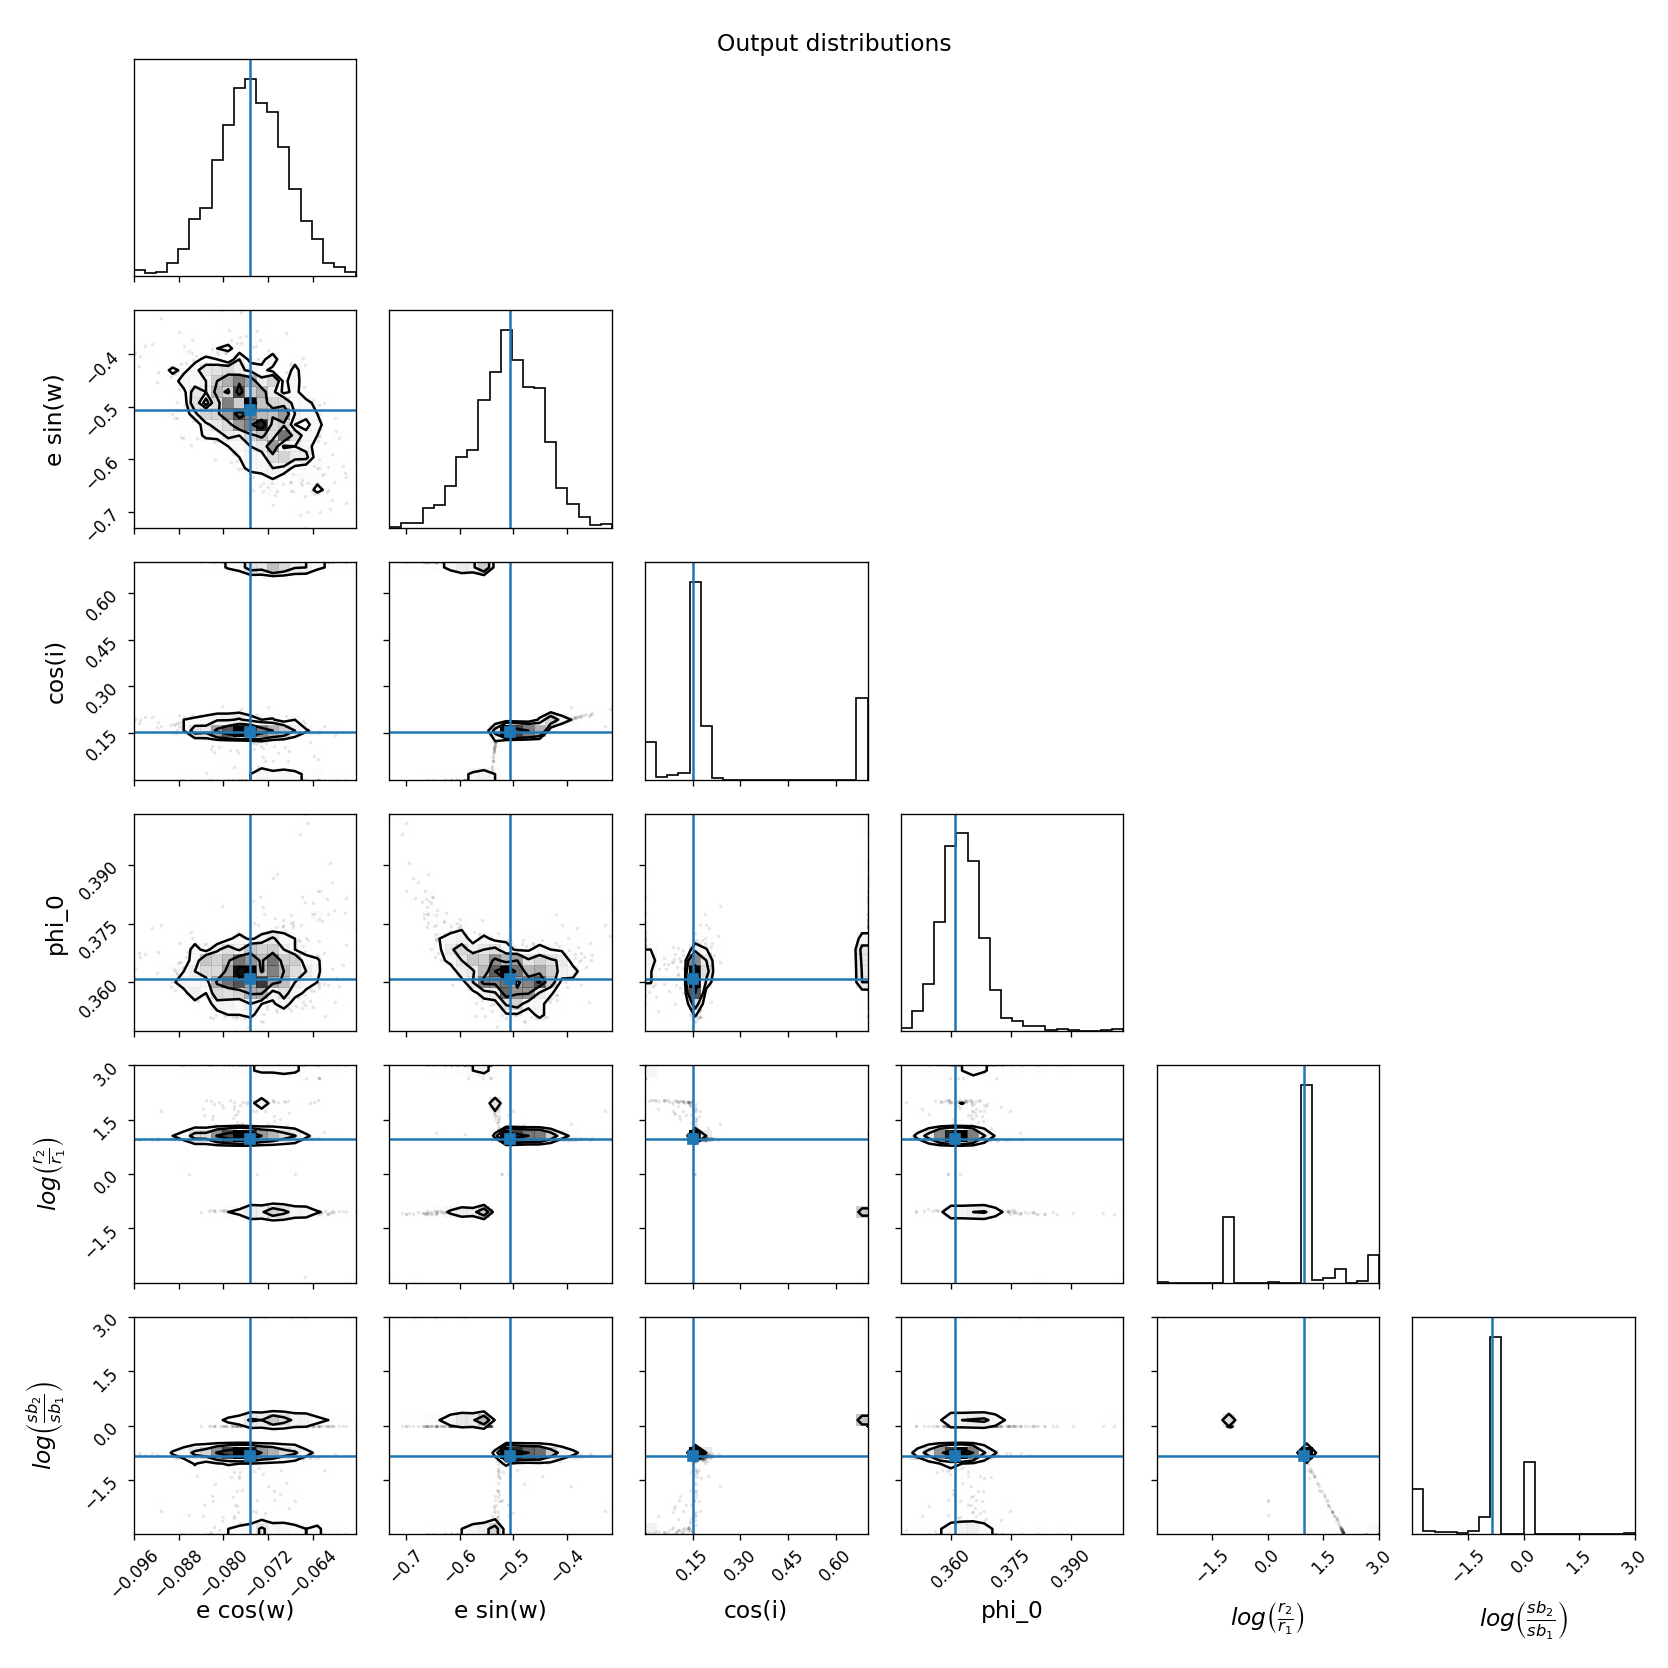 Output distributions
e sin(w)
−0.4
−0.5
−0.6
−0.7
cos(i)
0.60
0.45
0.30
0.15
phi_0
0.390
0.375
0.360
log(r₂/r₁)
3.0
1.5
0.0
−1.5
log(sb₂/sb₁)
3.0
1.5
0.0
−1.5
−0.096 −0.088 −0.080 −0.072 −0.064
−0.7 −0.6 −0.5 −0.4
0.15 0.30 0.45 0.60
0.360 0.375 0.390
−1.5 0.0 1.5 3.0
−1.5 0.0 1.5 3.0
e cos(w) e sin(w) cos(i) phi_0 log(r₂/r₁) log(sb₂/sb₁)